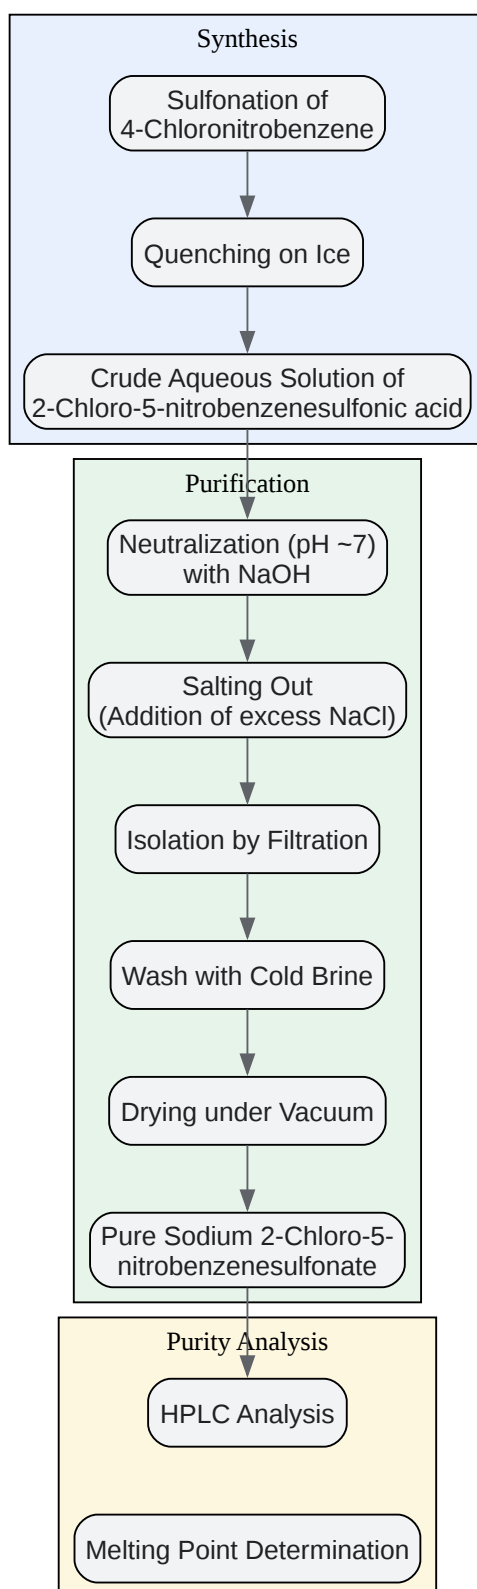 Synthesis
Sulfonation of
4-Chloronitrobenzene
Quenching on Ice
Crude Aqueous Solution of
2-Chloro-5-nitrobenzenesulfonic acid
Purification
Neutralization (pH ~7)
with NaOH
Salting Out
(Addition of excess NaCl)
Isolation by Filtration
Wash with Cold Brine
Drying under Vacuum
Pure Sodium 2-Chloro-5-
nitrobenzenesulfonate
Purity Analysis
HPLC Analysis
Melting Point Determination